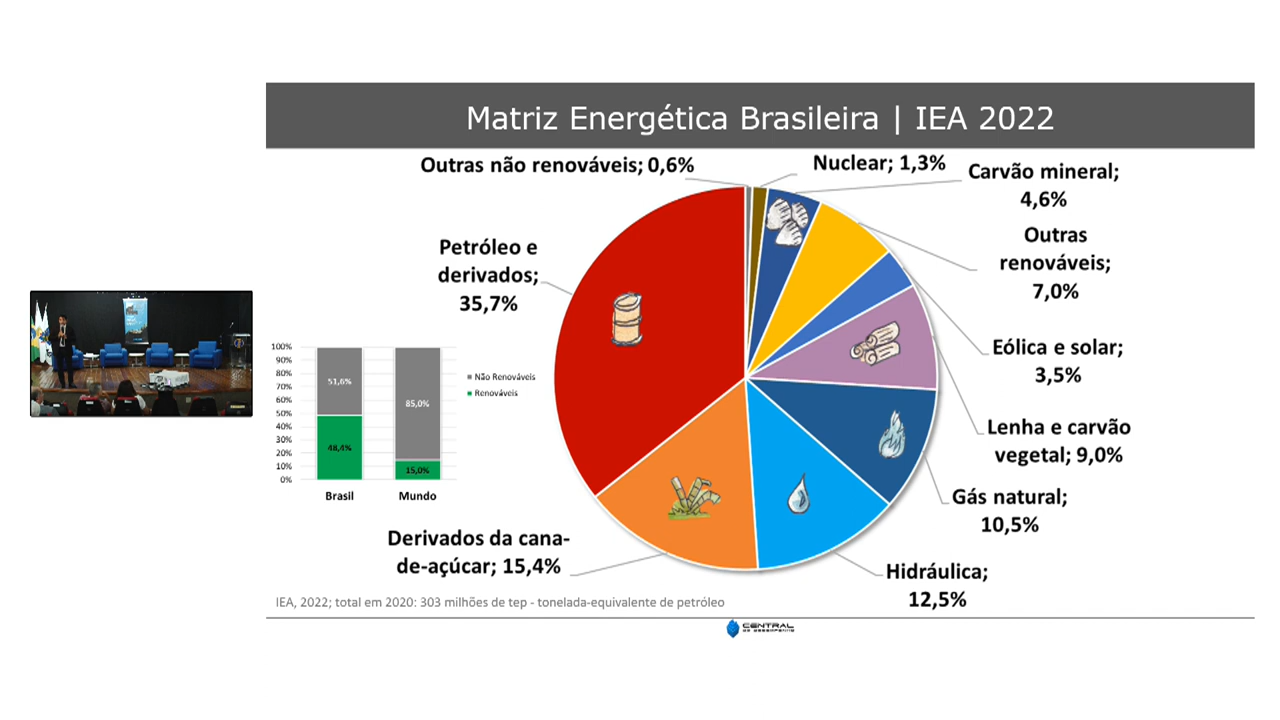 Matriz Energética Brasileira | IEA 2022
Outras não renováveis; 0,6%
Nuclear; 1,3%
Carvão mineral;
4,6%
Outras
renováveis;
7,0%
Petróleo e
derivados;
35,7%
Eólica e solar;
3,5%
Lenha e carvão
vegetal; 9,0%
Gás natural;
10,5%
Hidráulica;
12,5%
Derivados da cana-
de-açúcar; 15,4%
100%
90%
80%
70%
60%
50%
40%
30%
20%
10%
0%
51,6%
48,4%
85,0%
15,0%
Brasil
Mundo
Não Renováveis
Renováveis
IEA, 2022; total em 2020: 303 milhões de tep - tonelada-equivalente de petróleo
CENTRAL
DE DESEMPENHO